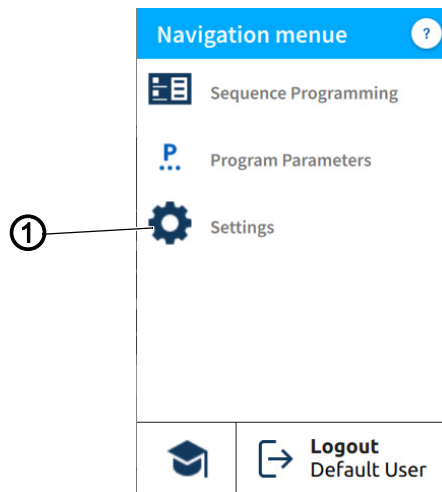 Navigation menue ?
Sequence Programming
P
Program Parameters
1
Settings
Logout
Default User